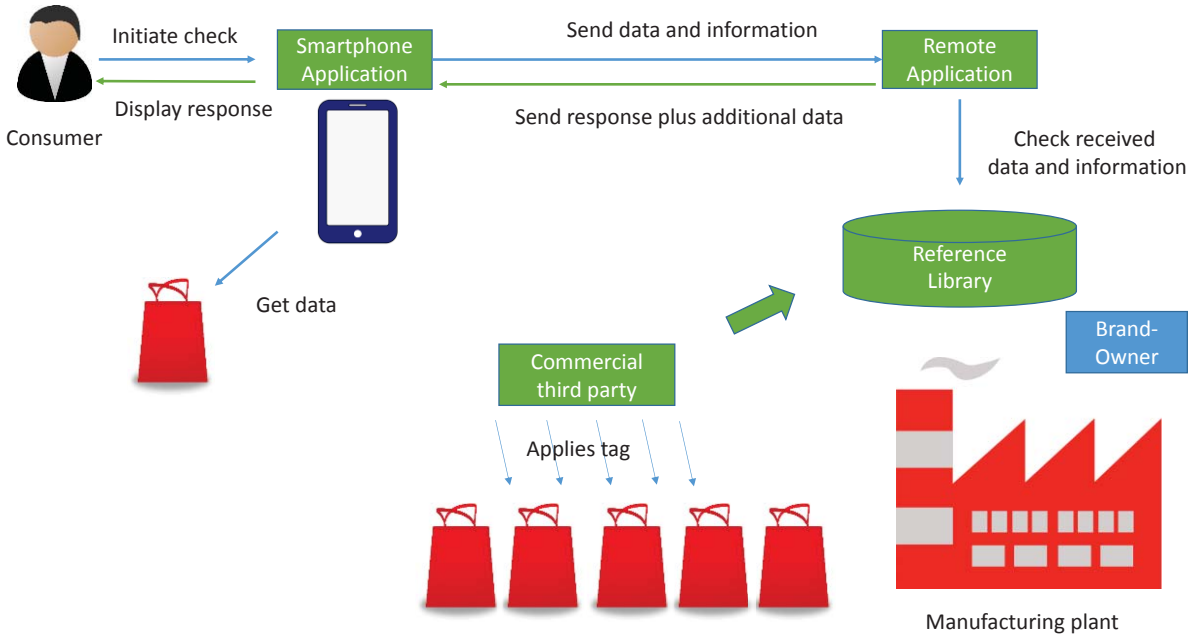 Initiate check
Smartphone
Application
Send data and information
Remote
Application
Display response
Send response plus additional data
Consumer
Check received
data and information
Reference
Library
Get data
Brand-
Owner
Commercial
third party
Applies tag
Manufacturing plant